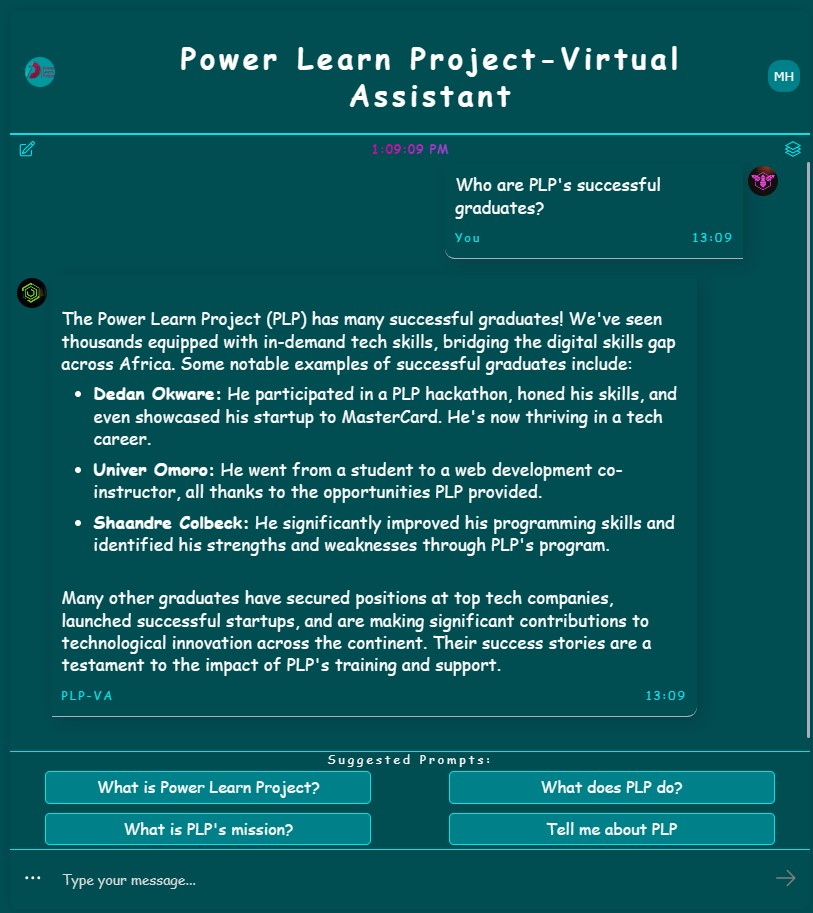 Power Learn Project-Virtual
Assistant
MH
1:09:09 PM
Who are PLP's successful
graduates?
You 13:09
The Power Learn Project (PLP) has many successful graduates! We've seen
thousands equipped with in-demand tech skills, bridging the digital skills gap
across Africa. Some notable examples of successful graduates include:
• Dedan Okware: He participated in a PLP hackathon, honed his skills, and
even showcased his startup to MasterCard. He's now thriving in a tech
career.
• Univer Omoro: He went from a student to a web development co-
instructor, all thanks to the opportunities PLP provided.
• Shaandre Colbeck: He significantly improved his programming skills and
identified his strengths and weaknesses through PLP's program.
Many other graduates have secured positions at top tech companies,
launched successful startups, and are making significant contributions to
technological innovation across the continent. Their success stories are a
testament to the impact of PLP's training and support.
PLP-VA 13:09
Suggested Prompts:
What is Power Learn Project? What does PLP do?
What is PLP's mission? Tell me about PLP
Type your message...